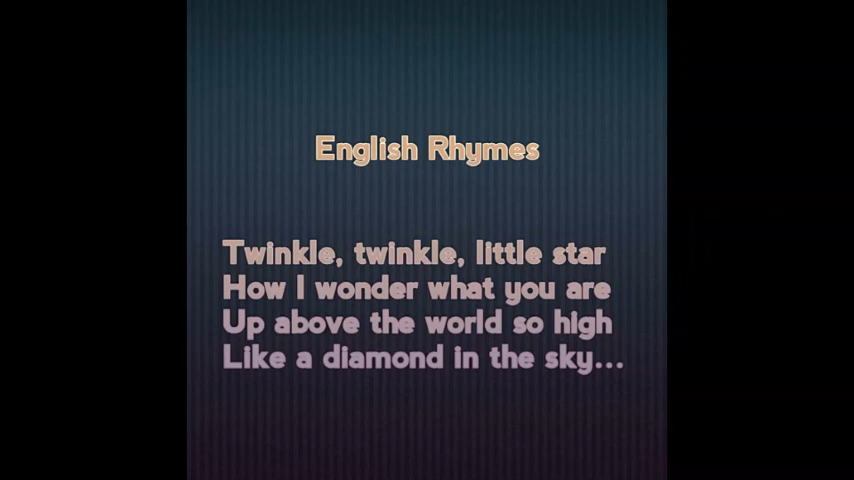 English Rhymes
Twinkle, twinkle, little star
How I wonder what you are
Up above the world so high
Like a diamond in the sky...